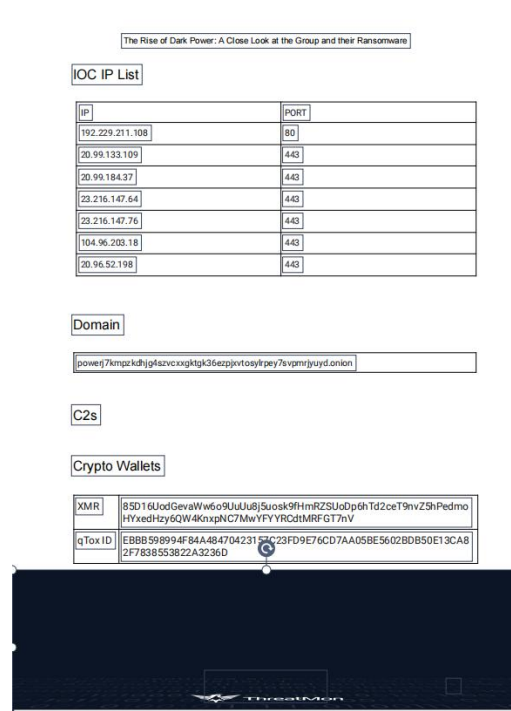 The Rise of Dark Power: A Close Look at the Group and their Ransomware
IOC IP List
IP PORT
192.229.211.108 80
20.99.133.109 443
20.99.184.37 443
23.216.147.64 443
23.216.147.76 443
104.96.203.18 443
20.96.52.198 443
Domain
powerj7kmpzkdhjg4szvcxxgktgk36ezpjxvtosylrpey7svpmrjyuyd.onion
C2s
Crypto Wallets
XMR 85D16UodGevaWw6o9UuUu8j5uosk9fHmRZSUoDp6hTd2ceT9nvZ5hPedmo
HYxedHzy6QW4KnxpNC7MwYFYYRCdtMRFGT7nV
qTox ID EBBB598994F84A48470423157C23FD9E76CD7AA05BE5602BDB50E13CA8
2F7838553822A3236D
ThreatMon